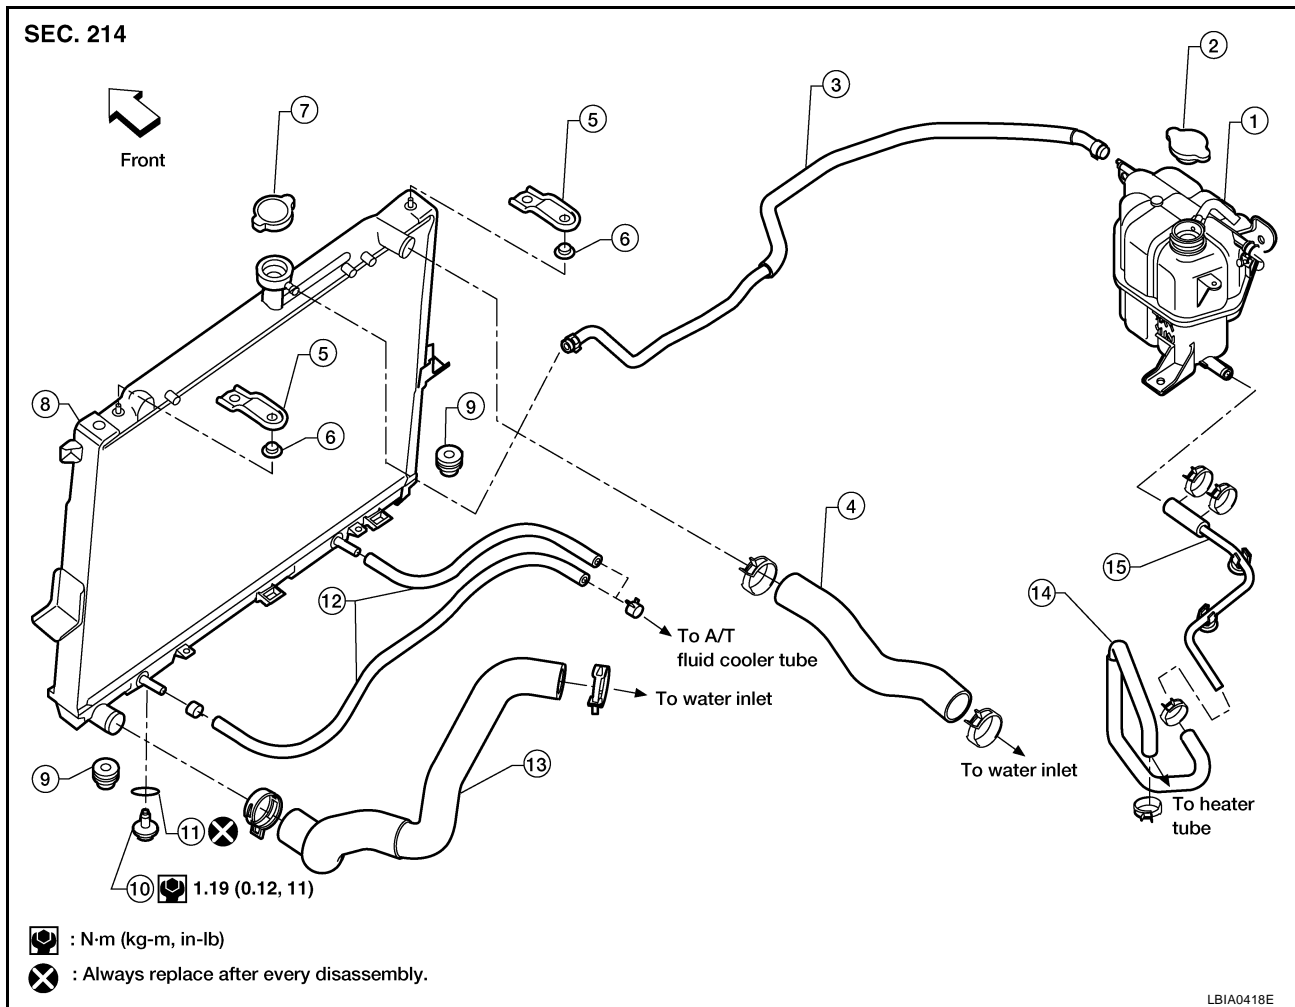 SEC. 214
2
3
1
7
5
Front
6
5
8
9
6
4
15
12
14
To A/T
fluid cooler tube
To water inlet
To water inlet
13
9
To heater
tube
11
10 1.19 (0.12, 11)
: N·m (kg-m, in-lb)
: Always replace after every disassembly.
LBIA0418E